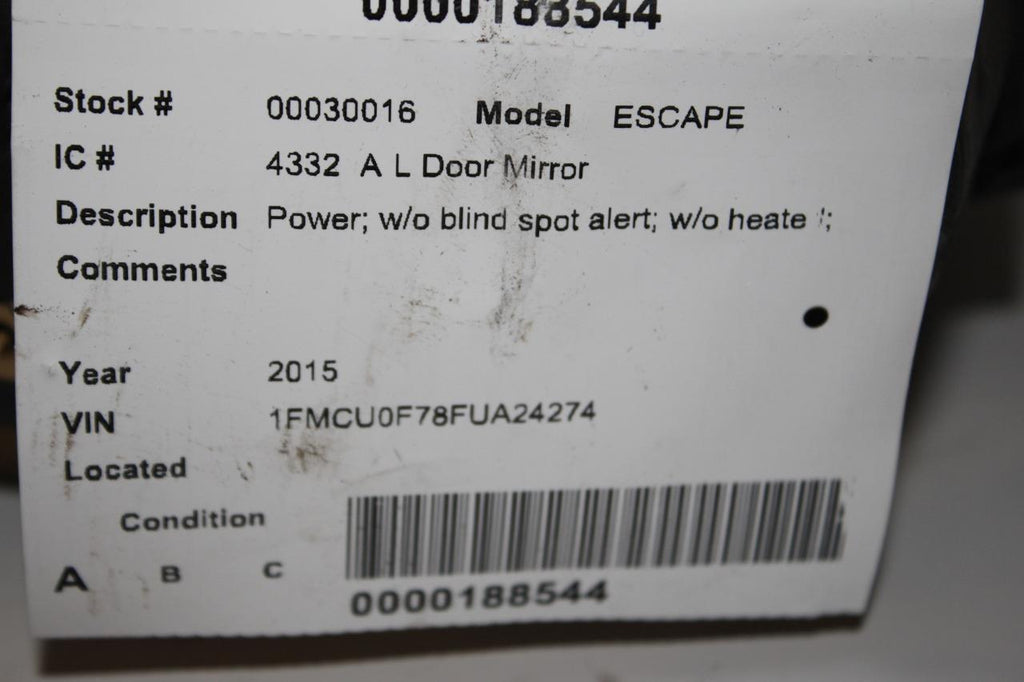 0000188544
Stock # 00030016 Model ESCAPE
IC # 4332 A L Door Mirror
Description Power; w/o blind spot alert; w/o heate ;
Comments
Year 2015
VIN 1FMCU0F78FUA24274
Located
Condition
A B C
0000188544